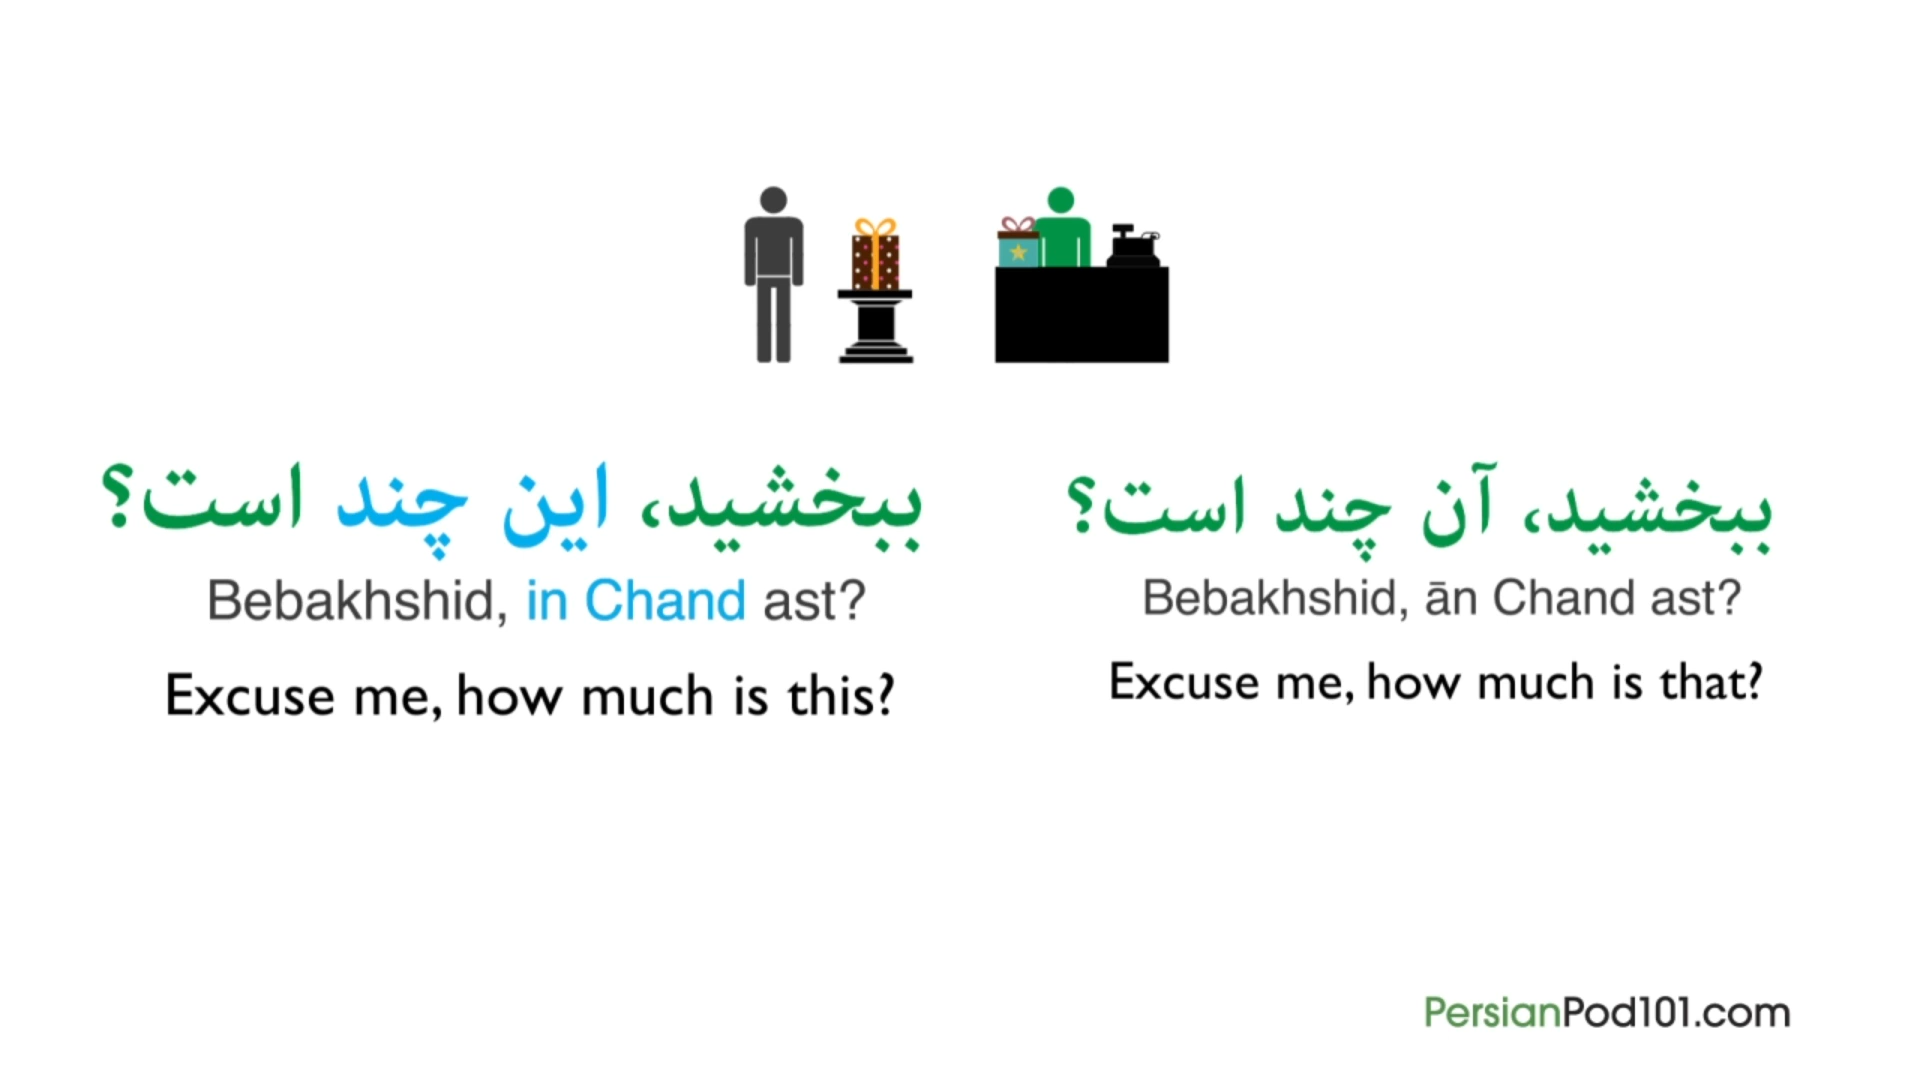 ببخشید، این چند است؟
Bebakhshid, in Chand ast?
Excuse me, how much is this?
ببخشید، آن چند است؟
Bebakhshid, ān Chand ast?
Excuse me, how much is that?
PersianPod101.com